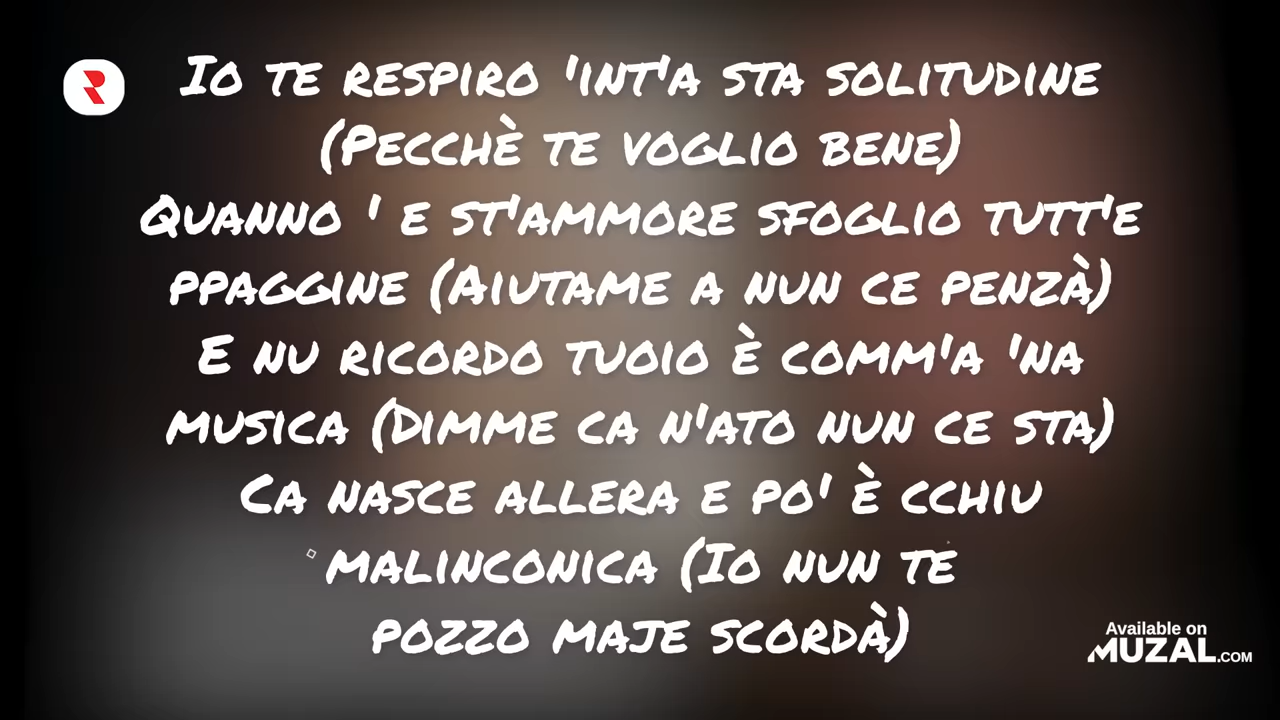 Io te respiro 'int'a sta solitudine
(Pecchè te voglio bene)
Quanno ' e st'ammore sfoglio tutt'e
ppaggine (Aiutame a nun ce penzà)
E nu ricordo tuoio è comm'a 'na
musica (Dimme ca n'ato nun ce sta)
Ca nasce allera e po' è cchiu
malinconica (Io nun te
pozzo maje scordà)
Available on
MUZAL.COM